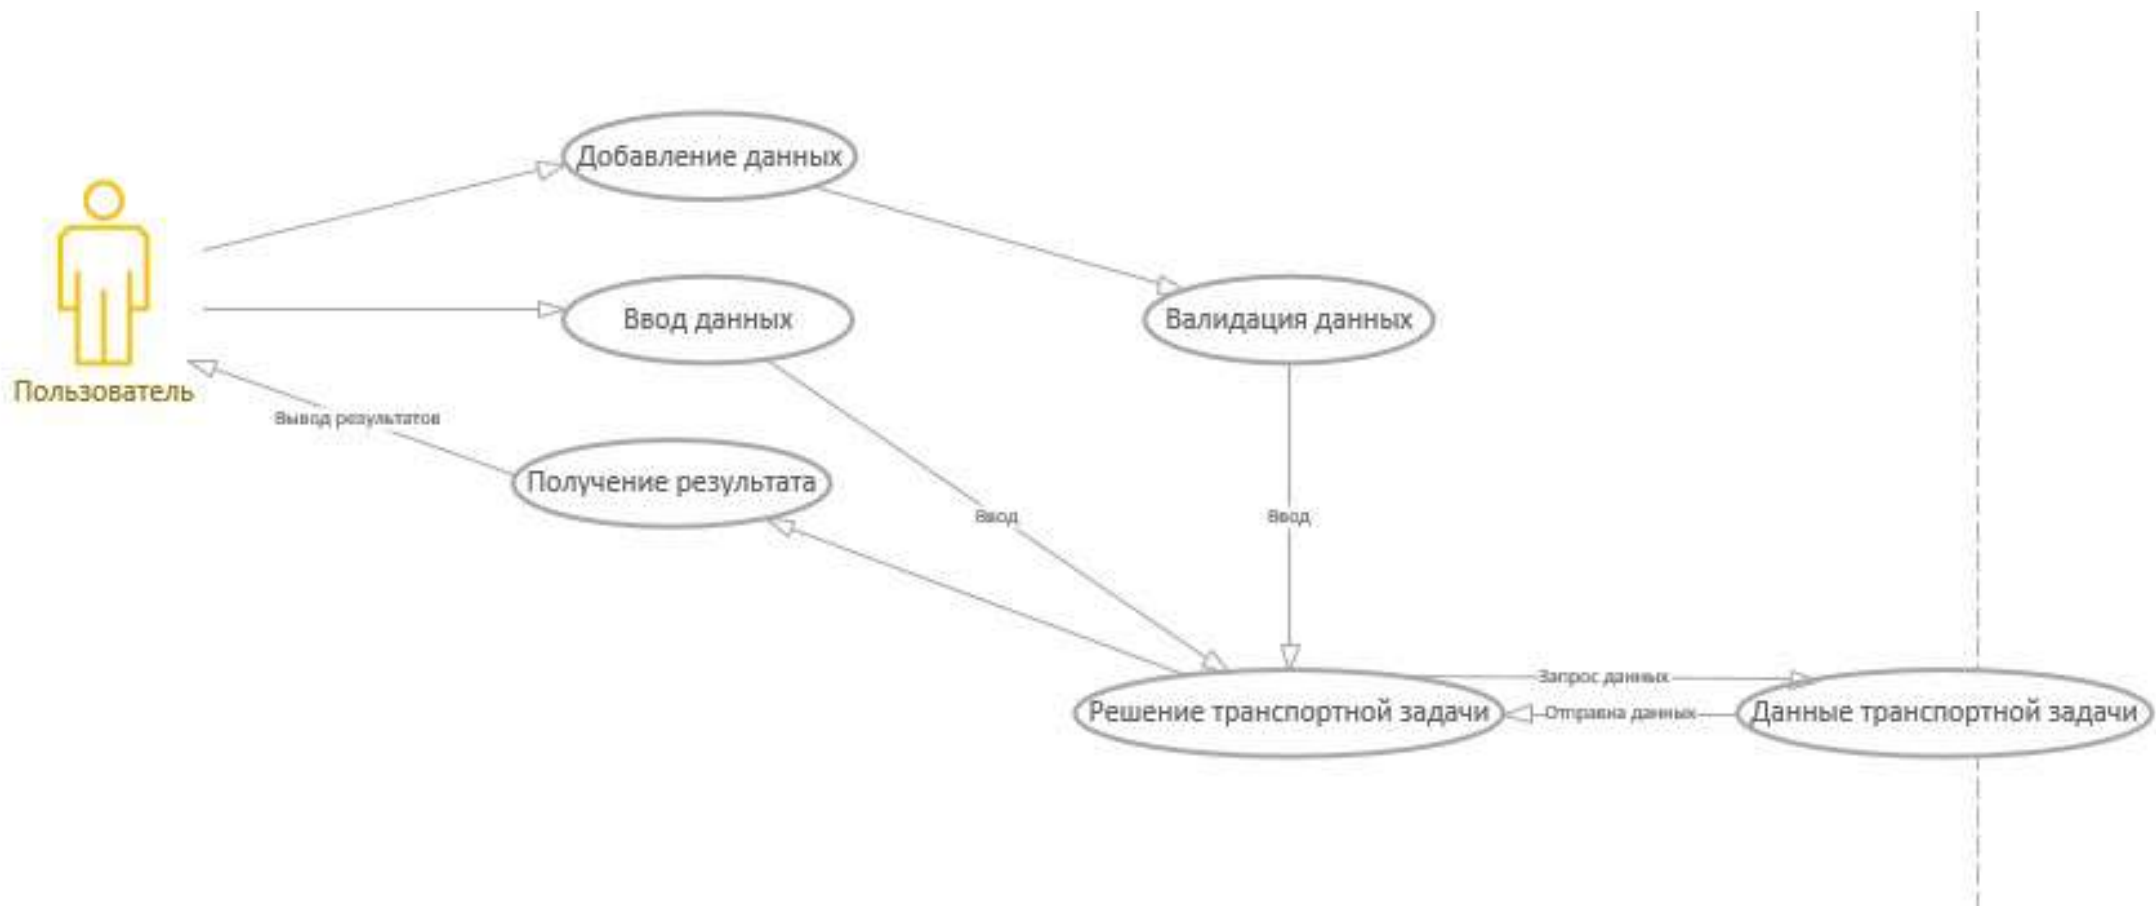 Добавление данных
Ввод данных
Валидация данных
Пользователь
Вывод результатов
Получение результата
Ввод
Ввод
Запрос данных
Решение транспортной задачи
Отправка данных
Данные транспортной задачи